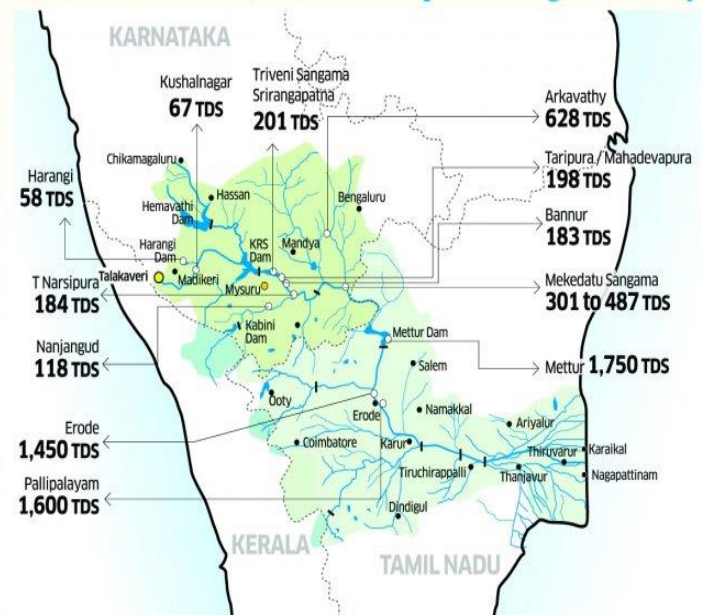 KARNATAKA
Kushalnagar
67 TDS
Triveni Sangama
Srirangapatna
201 TDS
Arkavathy
628 TDS
Taripura / Mahadevapura
198 TDS
Bannur
183 TDS
Mekedatu Sangama
301 to 487 TDS
Mettur 1,750 TDS
Harangi
58 TDS
T Narsipura
184 TDS
Nanjangud
118 TDS
Erode
1,450 TDS
Pallipalayam
1,600 TDS
Chikamagaluru
Hassan
Hemavathi
Dam
Bengaluru
Harangi
Dam
KRS
Dam
Mandya
Talakaveri
Madikeri
Mysuru
Kabini
Dam
Mettur Dam
Salem
Ooty
Erode
Namakkal
Ariyalur
Coimbatore
Karur
Thiruvarur
Karaikal
Tiruchirappalli
Thanjavur
Nagapattinam
Dindigul
KERALA
TAMIL NADU